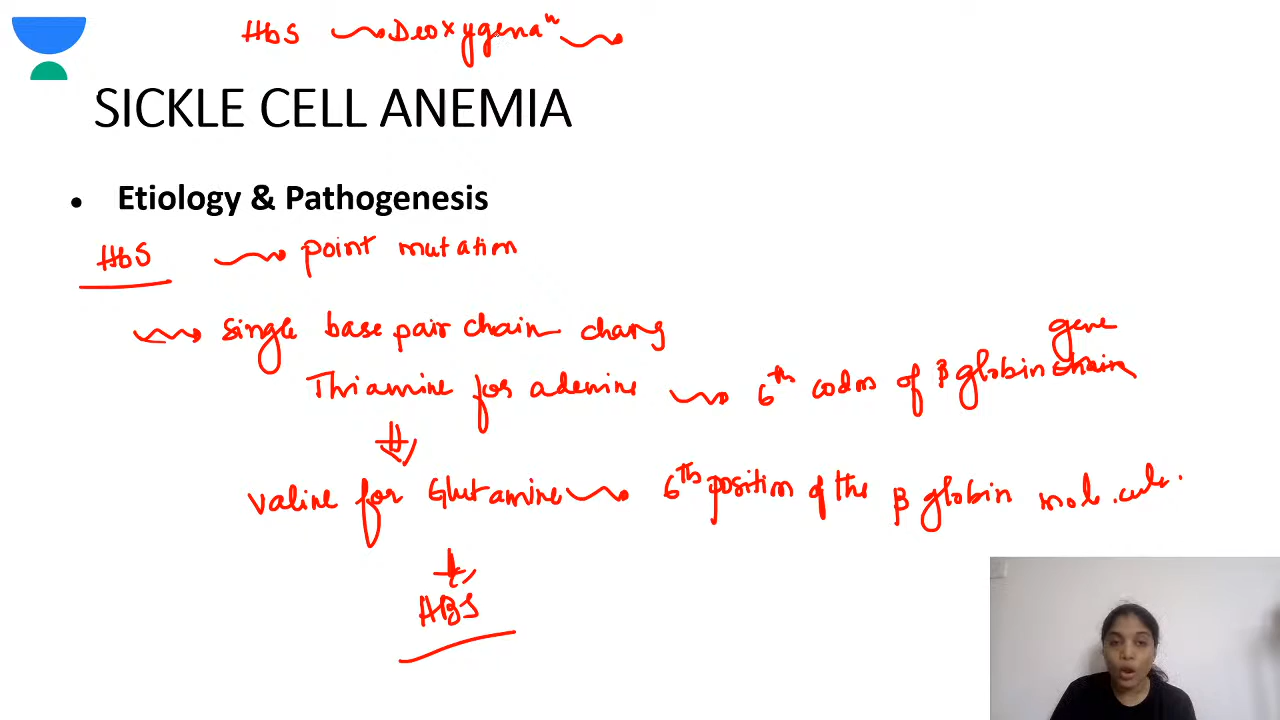 HbS Deoxygenaⁿ
SICKLE CELL ANEMIA
• Etiology & Pathogenesis
HbS point mutation
single base pair chain chang
gene
Thiamine for adenine 6th codos of β globin chain
valine for Glutamine 6th position of the β globin molecule.
HBS